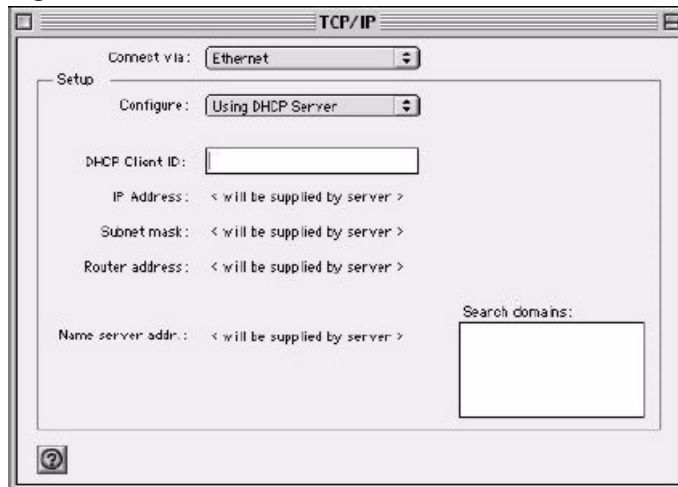 TCP/IP
Connect via: Ethernet
Setup
Configure: Using DHCP Server
DHCP Client ID:
IP Address: < will be supplied by server >
Subnet mask: < will be supplied by server >
Router address: < will be supplied by server >
Search domains:
Name server addr.: < will be supplied by server >
?